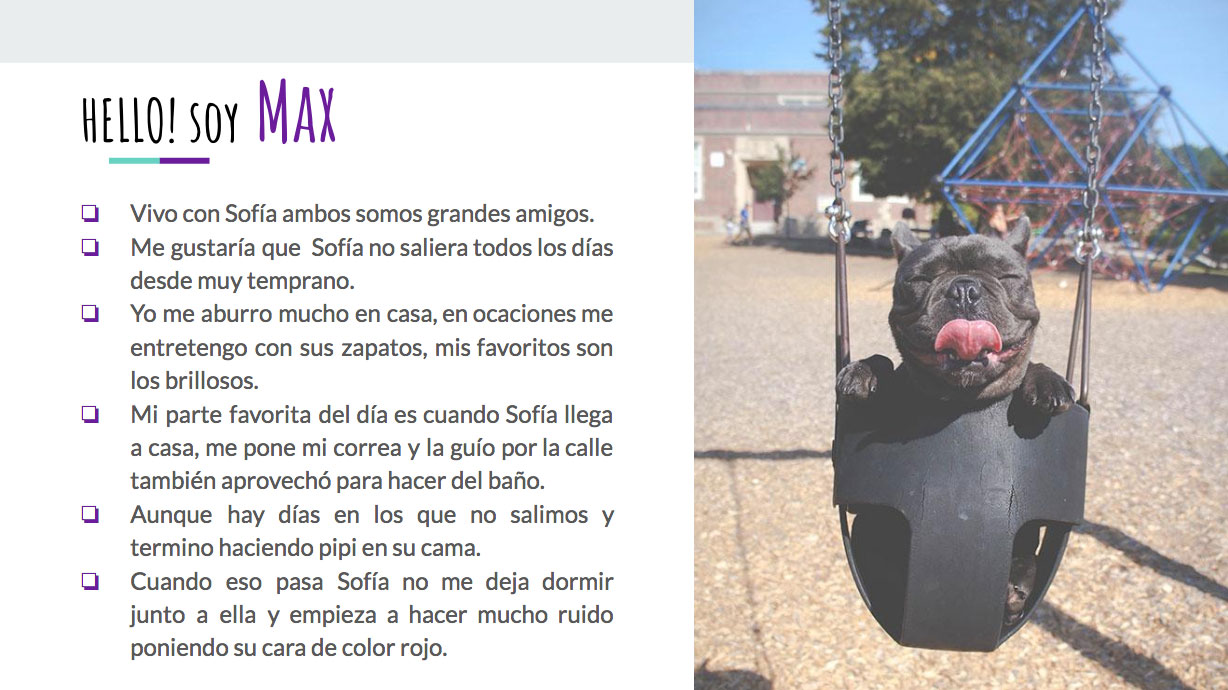 HELLO! SOY MAX
Vivo con Sofía ambos somos grandes amigos.
Me gustaría que  Sofía no saliera todos los días
desde muy temprano.
Yo me aburro mucho en casa, en ocaciones me
entretengo con sus zapatos, mis favoritos son
los brillosos.
Mi parte favorita del día es cuando Sofía llega
a casa, me pone mi correa y la guío por la calle
también aprovechó para hacer del baño.
Aunque hay días en los que no salimos y
termino haciendo pipi en su cama.
Cuando eso pasa Sofía no me deja dormir
junto a ella y empieza a hacer mucho ruido
poniendo su cara de color rojo.